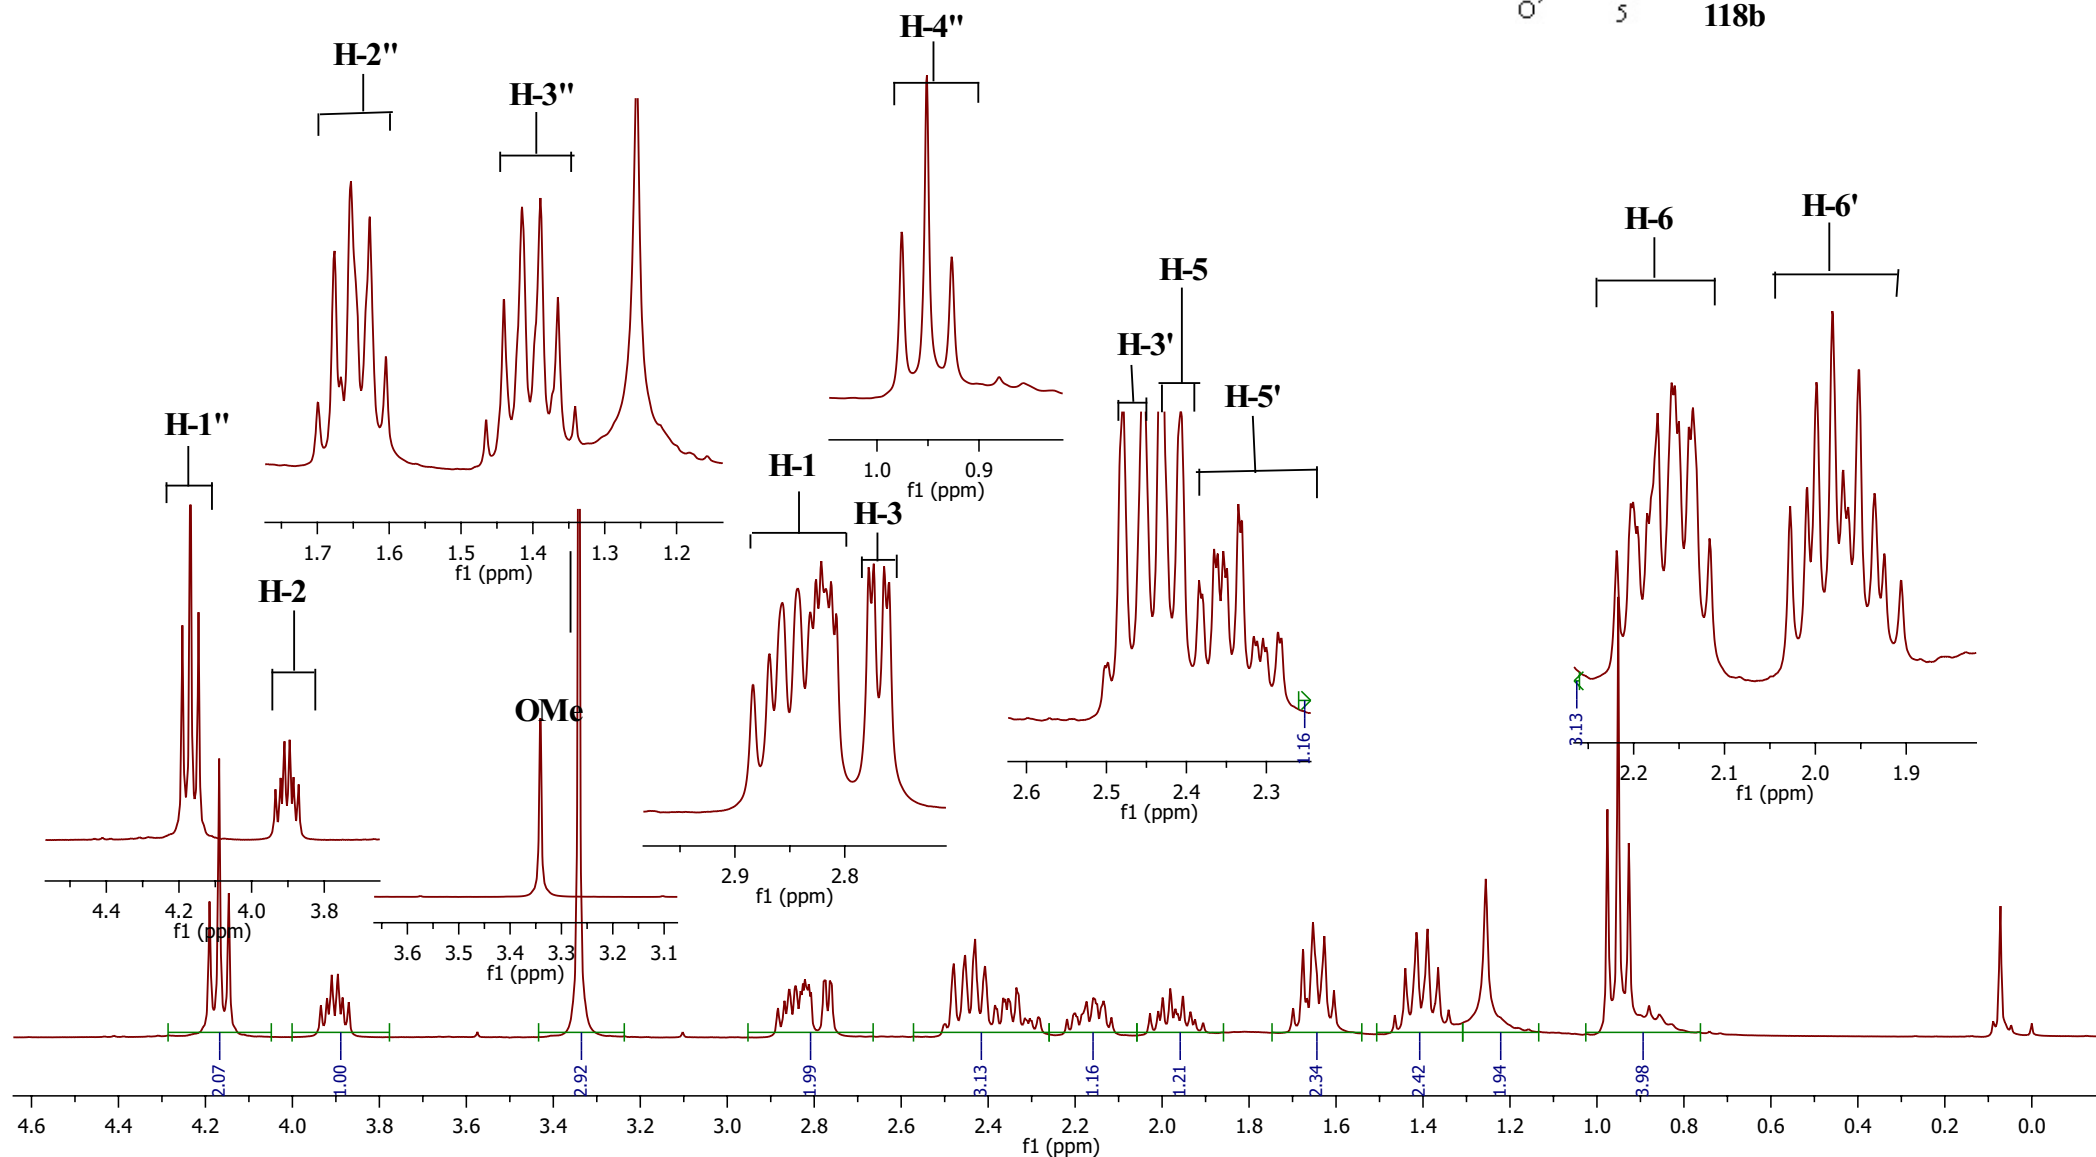 O 5 118b
H-4''
H-2''
H-3''
H-6'
H-6
H-5
H-3'
H-5'
H-1''
H-1
H-3
H-2
OMe
1.0 0.9
f1 (ppm)
1.7 1.6 1.5 1.4 1.3 1.2
f1 (ppm)
3.13
1.16
2.2 2.1 2.0 1.9
f1 (ppm)
2.6 2.5 2.4 2.3
f1 (ppm)
2.9 2.8
f1 (ppm)
4.4 4.2 4.0 3.8
f1 (ppm)
3.6 3.5 3.4 3.3 3.2 3.1
f1 (ppm)
2.07 1.00 2.92 1.99 3.13 1.16 1.21 2.34 2.42 1.94 3.98
4.6 4.4 4.2 4.0 3.8 3.6 3.4 3.2 3.0 2.8 2.6 2.4 2.2 2.0 1.8 1.6 1.4 1.2 1.0 0.8 0.6 0.4 0.2 0.0
f1 (ppm)